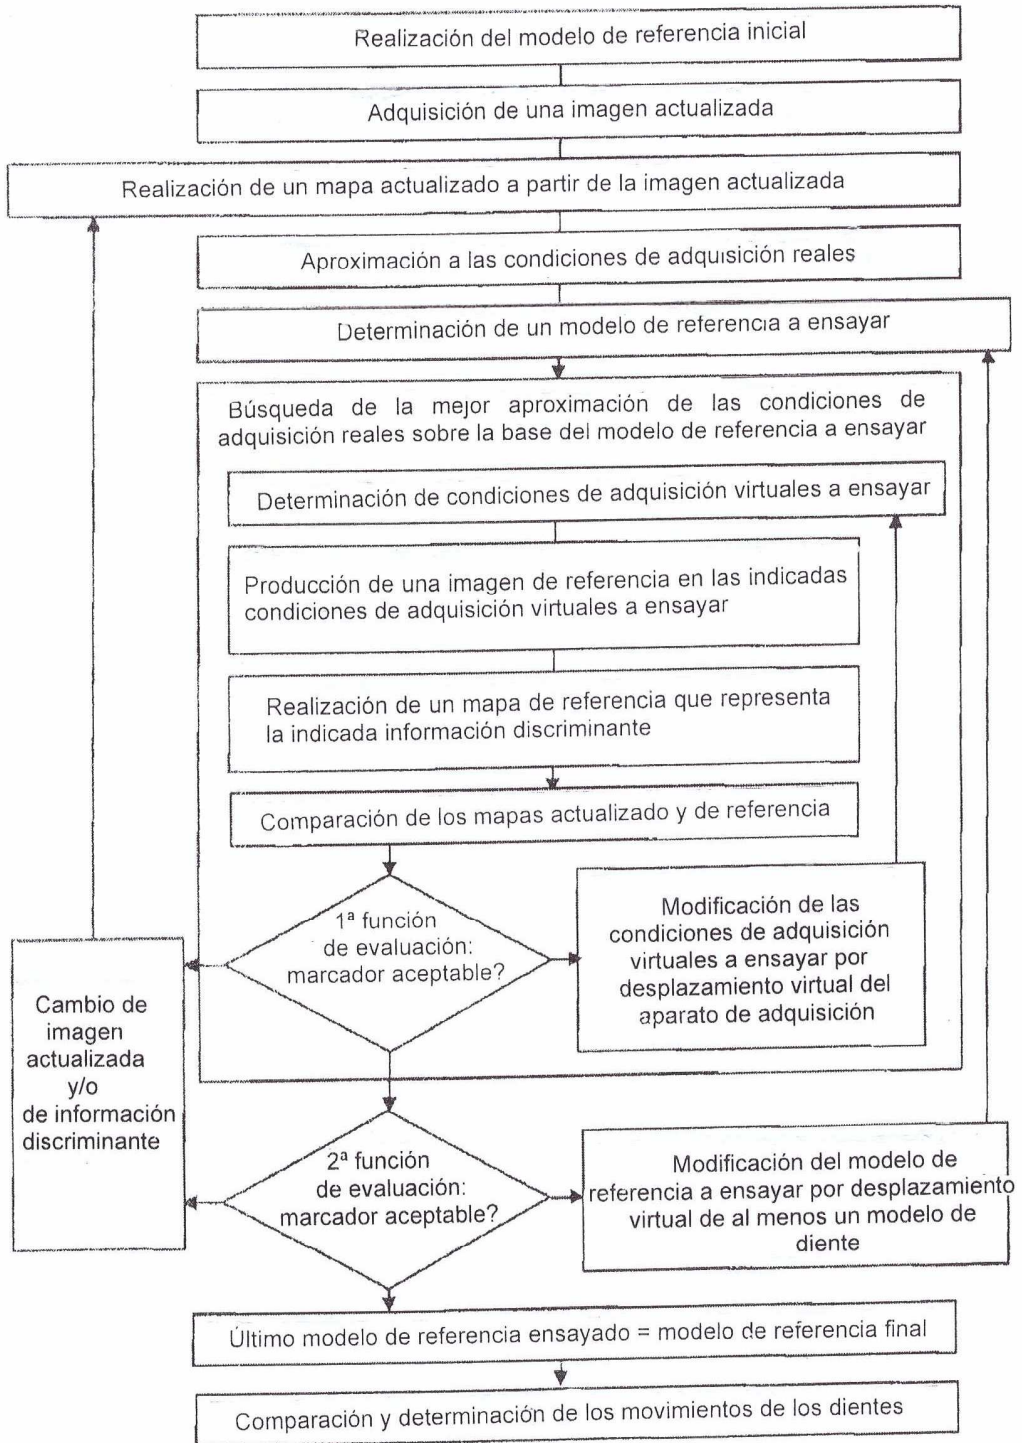 Realización del modelo de referencia inicial
Adquisición de una imagen actualizada
Realización de un mapa actualizado a partir de la imagen actualizada
Aproximación a las condiciones de adquisición reales
Determinación de un modelo de referencia a ensayar
Búsqueda de la mejor aproximación de las condiciones de
adquisición reales sobre la base del modelo de referencia a ensayar
Determinación de condiciones de adquisición virtuales a ensayar
Producción de una imagen de referencia en las indicadas
condiciones de adquisición virtuales a ensayar
Realización de un mapa de referencia que representa
la indicada información discriminante
Comparación de los mapas actualizado y de referencia
1ª función
de evaluación:
marcador aceptable?
Modificación de las
condiciones de adquisición
virtuales a ensayar por
desplazamiento virtual del
aparato de adquisición
Cambio de
imagen
actualizada
y/o
de información
discriminante
2ª función
de evaluación:
marcador aceptable?
Modificación del modelo de
referencia a ensayar por desplazamiento
virtual de al menos un modelo de
diente
Último modelo de referencia ensayado = modelo de referencia final
Comparación y determinación de los movimientos de los dientes